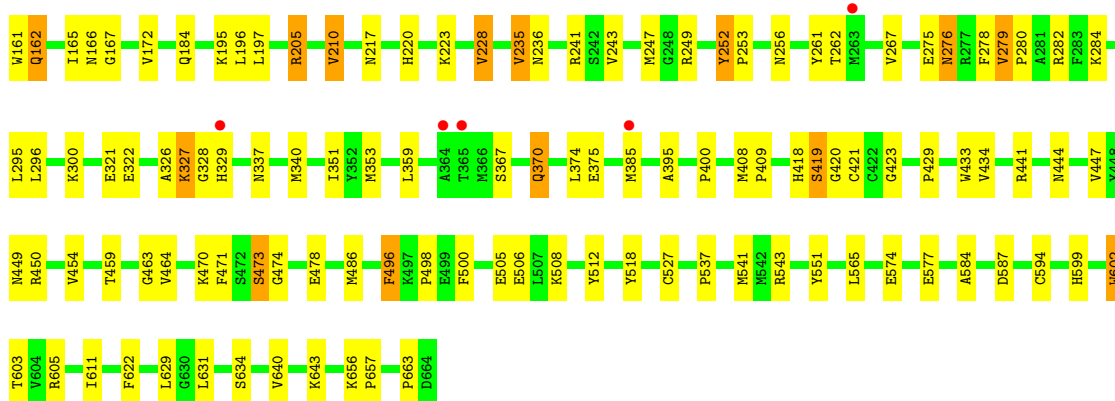 W161 Q162 I165 N166 G167 V172 Q184 K195 L196 L197 R205 V210 N217 H220 K223 V228 V235 N236 R241 S242 V243 M247 G248 R249 Y252 P253 N256 Y261 T262 M263 V267 E275 N276 R277 F278 V279 P280 A281 R282 F283 K284
L295 L296 K300 E321 E322 A326 K327 G328 H329 N337 M340 I351 Y352 M353 L359 A364 T365 M366 S367 Q370 L374 E375 M385 A395 P400 M408 P409 H418 S419 G420 C421 C422 G423 P429 W433 V434 R441 N444 V447 Y448
N449 R450 V454 T459 G463 V464 K470 F471 S472 S473 G474 E478 M486 F496 K497 P498 E499 F500 E505 E506 L507 K508 Y512 Y518 C527 P537 M541 M542 R543 Y551 L565 E574 E577 A584 D587 C594 H599 W602
T603 V604 R605 I611 F622 L629 G630 L631 S634 V640 K643 K656 P657 P663 D664